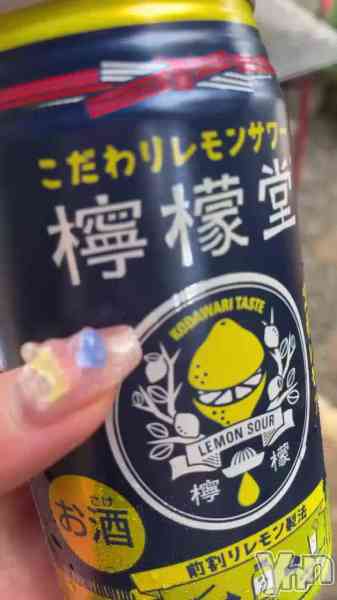 こだわりレモンサワー
檸檬堂
KODAWARI TASTE
LEMON SOUR
檸 檬
さけ
お酒
前割りレモン製法